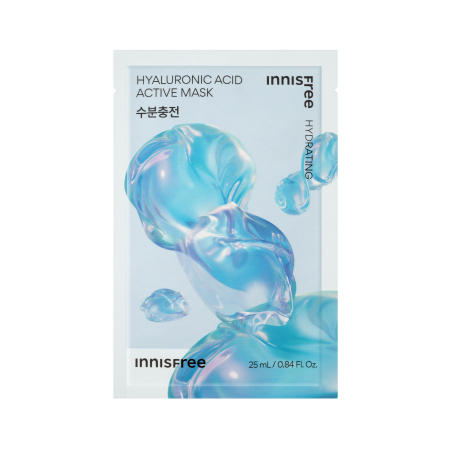 HYALURONIC ACID
ACTIVE MASK
수분충전
INNISFree
HYDRATING
INNISFree
25 mL / 0.84 Fl. Oz.